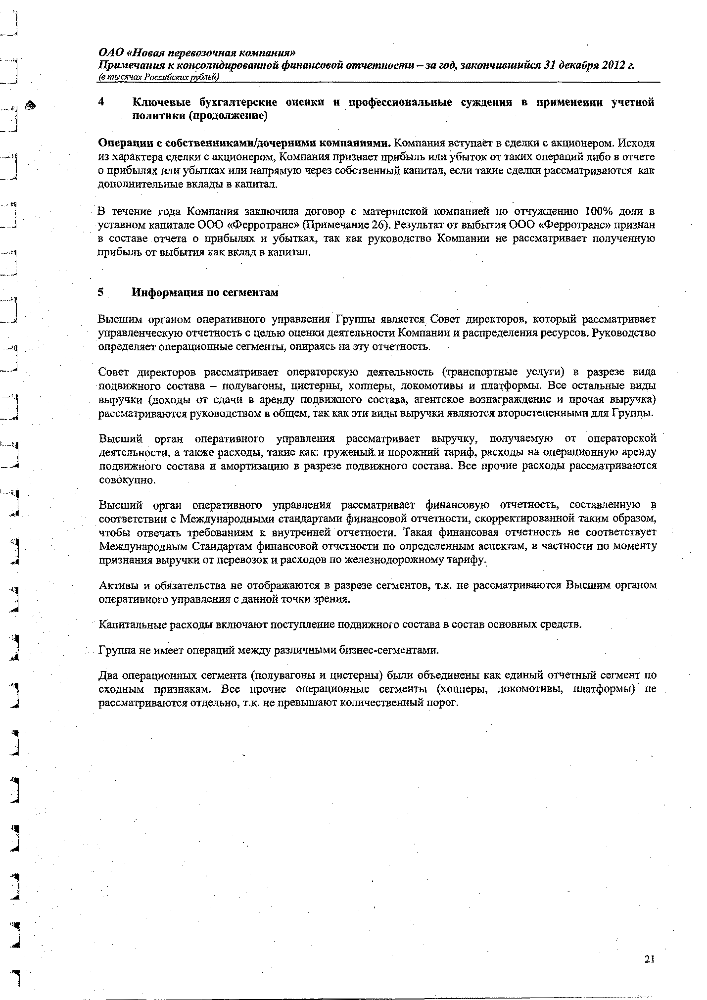 ОАО «Новая перевозочная компания»
Примечания к консолидированной финансовой отчетности – за год, закончившийся 31 декабря 2012 г.
(в тысячах Российских рублей)
4 Ключевые бухгалтерские оценки и профессиональные суждения в применении учетной
политики (продолжение)
Операции с собственниками/дочерними компаниями. Компания вступает в сделки с акционером. Исходя
из характера сделки с акционером, Компания признает прибыль или убыток от таких операций либо в отчете
о прибылях или убытках или напрямую через собственный капитал, если такие сделки рассматриваются как
дополнительные вклады в капитал.
В течение года Компания заключила договор с материнской компанией по отчуждению 100% доли в
уставном капитале ООО «Ферротранс» (Примечание 26). Результат от выбытия ООО «Ферротранс» признан
в составе отчета о прибылях и убытках, так как руководство Компании не рассматривает полученную
прибыль от выбытия как вклад в капитал.
5 Информация по сегментам
Высшим органом оперативного управления Группы является Совет директоров, который рассматривает
управленческую отчетность с целью оценки деятельности Компании и распределения ресурсов. Руководство
определяет операционные сегменты, опираясь на эту отчетность.
Совет директоров рассматривает операторскую деятельность (транспортные услуги) в разрезе вида
подвижного состава – полувагоны, цистерны, хопперы, локомотивы и платформы. Все остальные виды
выручки (доходы от сдачи в аренду подвижного состава, агентское вознаграждение и прочая выручка)
рассматриваются руководством в общем, так как эти виды выручки являются второстепенными для Группы.
Высший орган оперативного управления рассматривает выручку, получаемую от операторской
деятельности, а также расходы, такие как: груженый и порожний тариф, расходы на операционную аренду
подвижного состава и амортизацию в разрезе подвижного состава. Все прочие расходы рассматриваются
совокупно.
Высший орган оперативного управления рассматривает финансовую отчетность, составленную в
соответствии с Международными стандартами финансовой отчетности, скорректированной таким образом,
чтобы отвечать требованиям к внутренней отчетности. Такая финансовая отчетность не соответствует
Международным Стандартам финансовой отчетности по определенным аспектам, в частности по моменту
признания выручки от перевозок и расходов по железнодорожному тарифу.
Активы и обязательства не отображаются в разрезе сегментов, т.к. не рассматриваются Высшим органом
оперативного управления с данной точки зрения.
Капитальные расходы включают поступление подвижного состава в состав основных средств.
Группа не имеет операций между различными бизнес-сегментами.
Два операционных сегмента (полувагоны и цистерны) были объединены как единый отчетный сегмент по
сходным признакам. Все прочие операционные сегменты (хопперы, локомотивы, платформы) не
рассматриваются отдельно, т.к. не превышают количественный порог.
21